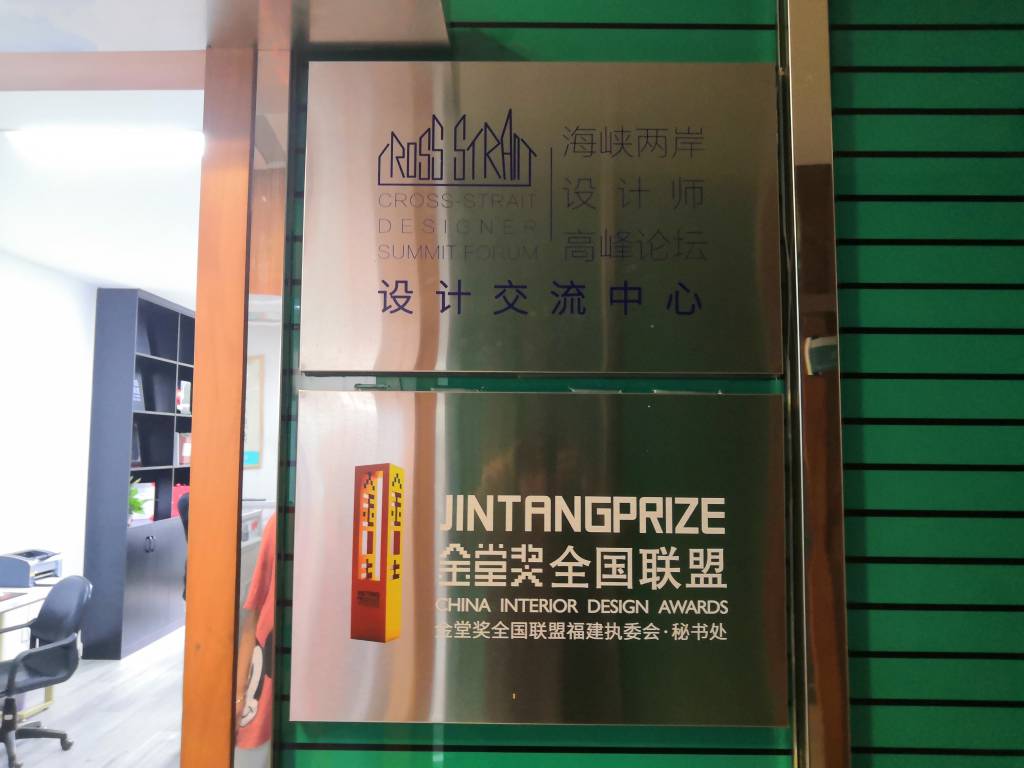 CROSS STRAIT
CROSS-STRAIT
DESIGNER
SUMMIT FORUM
海峡两岸
设计师
高峰论坛
设计交流中心
JINTANGPRIZE
金堂奖全国联盟
CHINA INTERIOR DESIGN AWARDS
金堂奖全国联盟福建执委会·秘书处